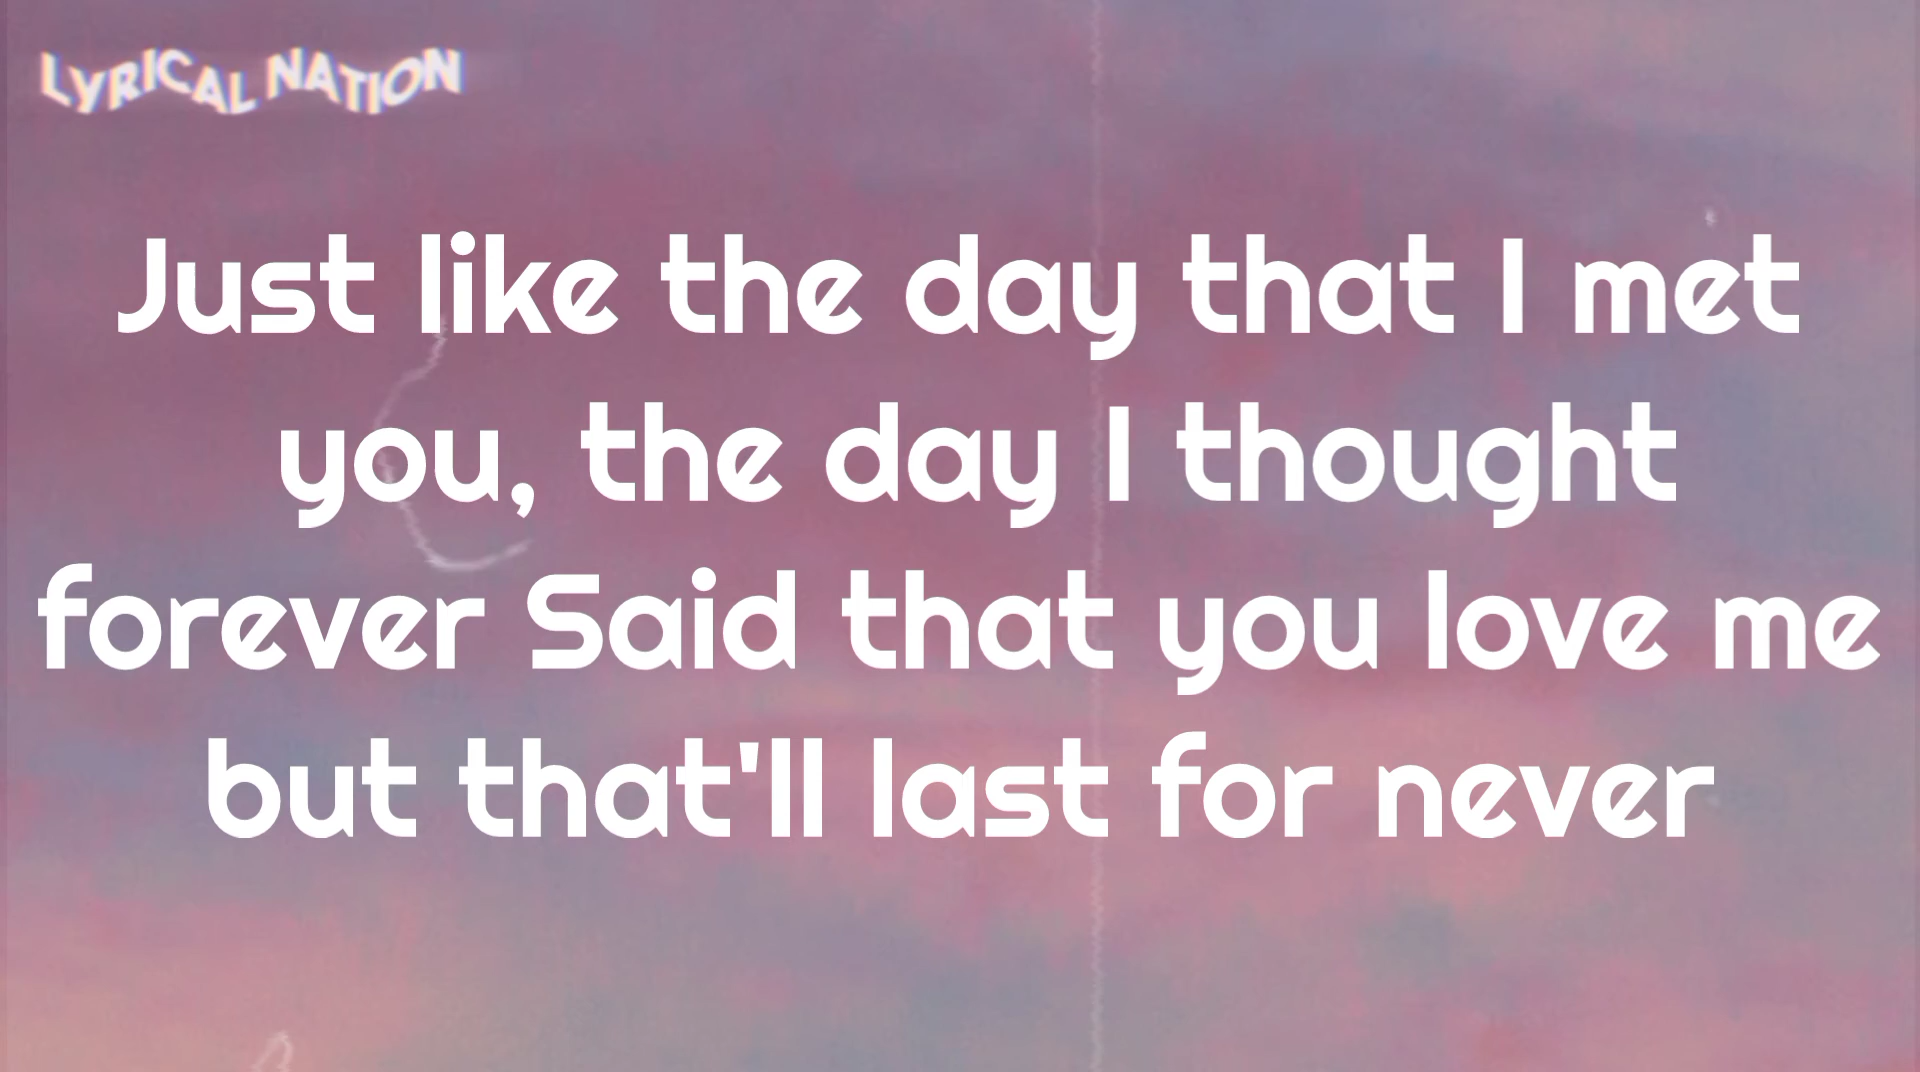 LYRICAL NATION
Just like the day that I met
you, the day I thought
forever Said that you love me
but that'll last for never